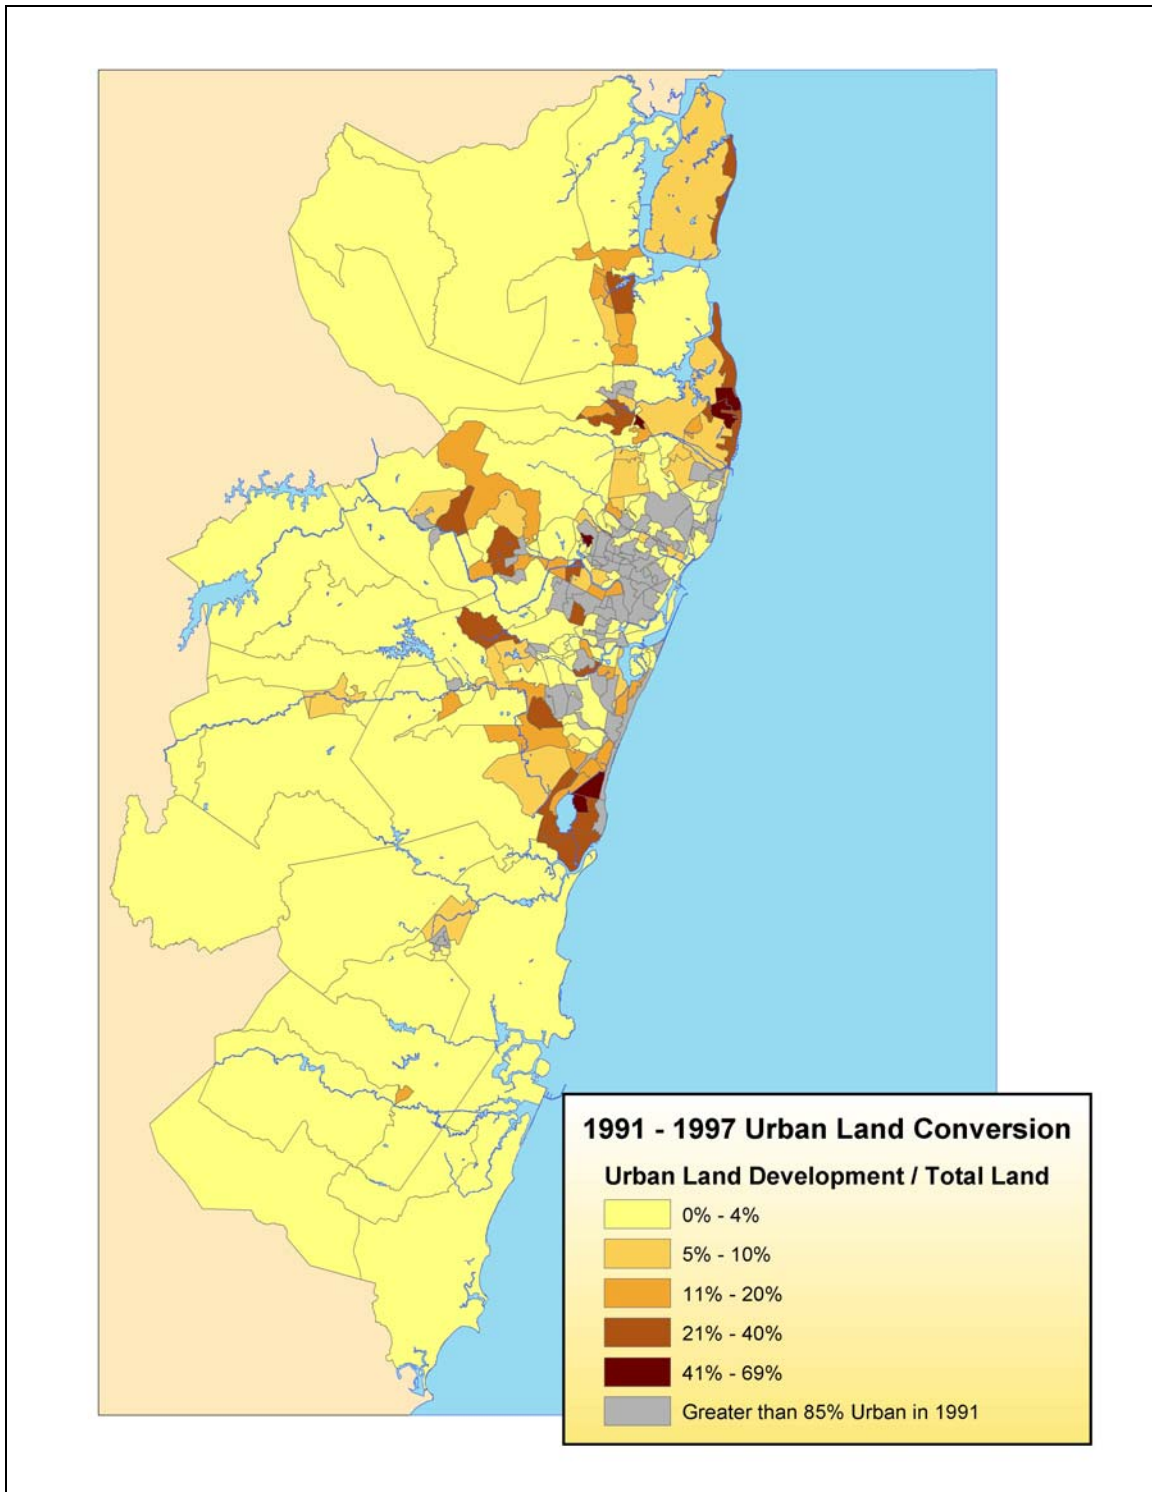 1991 - 1997 Urban Land Conversion
Urban Land Development / Total Land
0% - 4%
5% - 10%
11% - 20%
21% - 40%
41% - 69%
Greater than 85% Urban in 1991